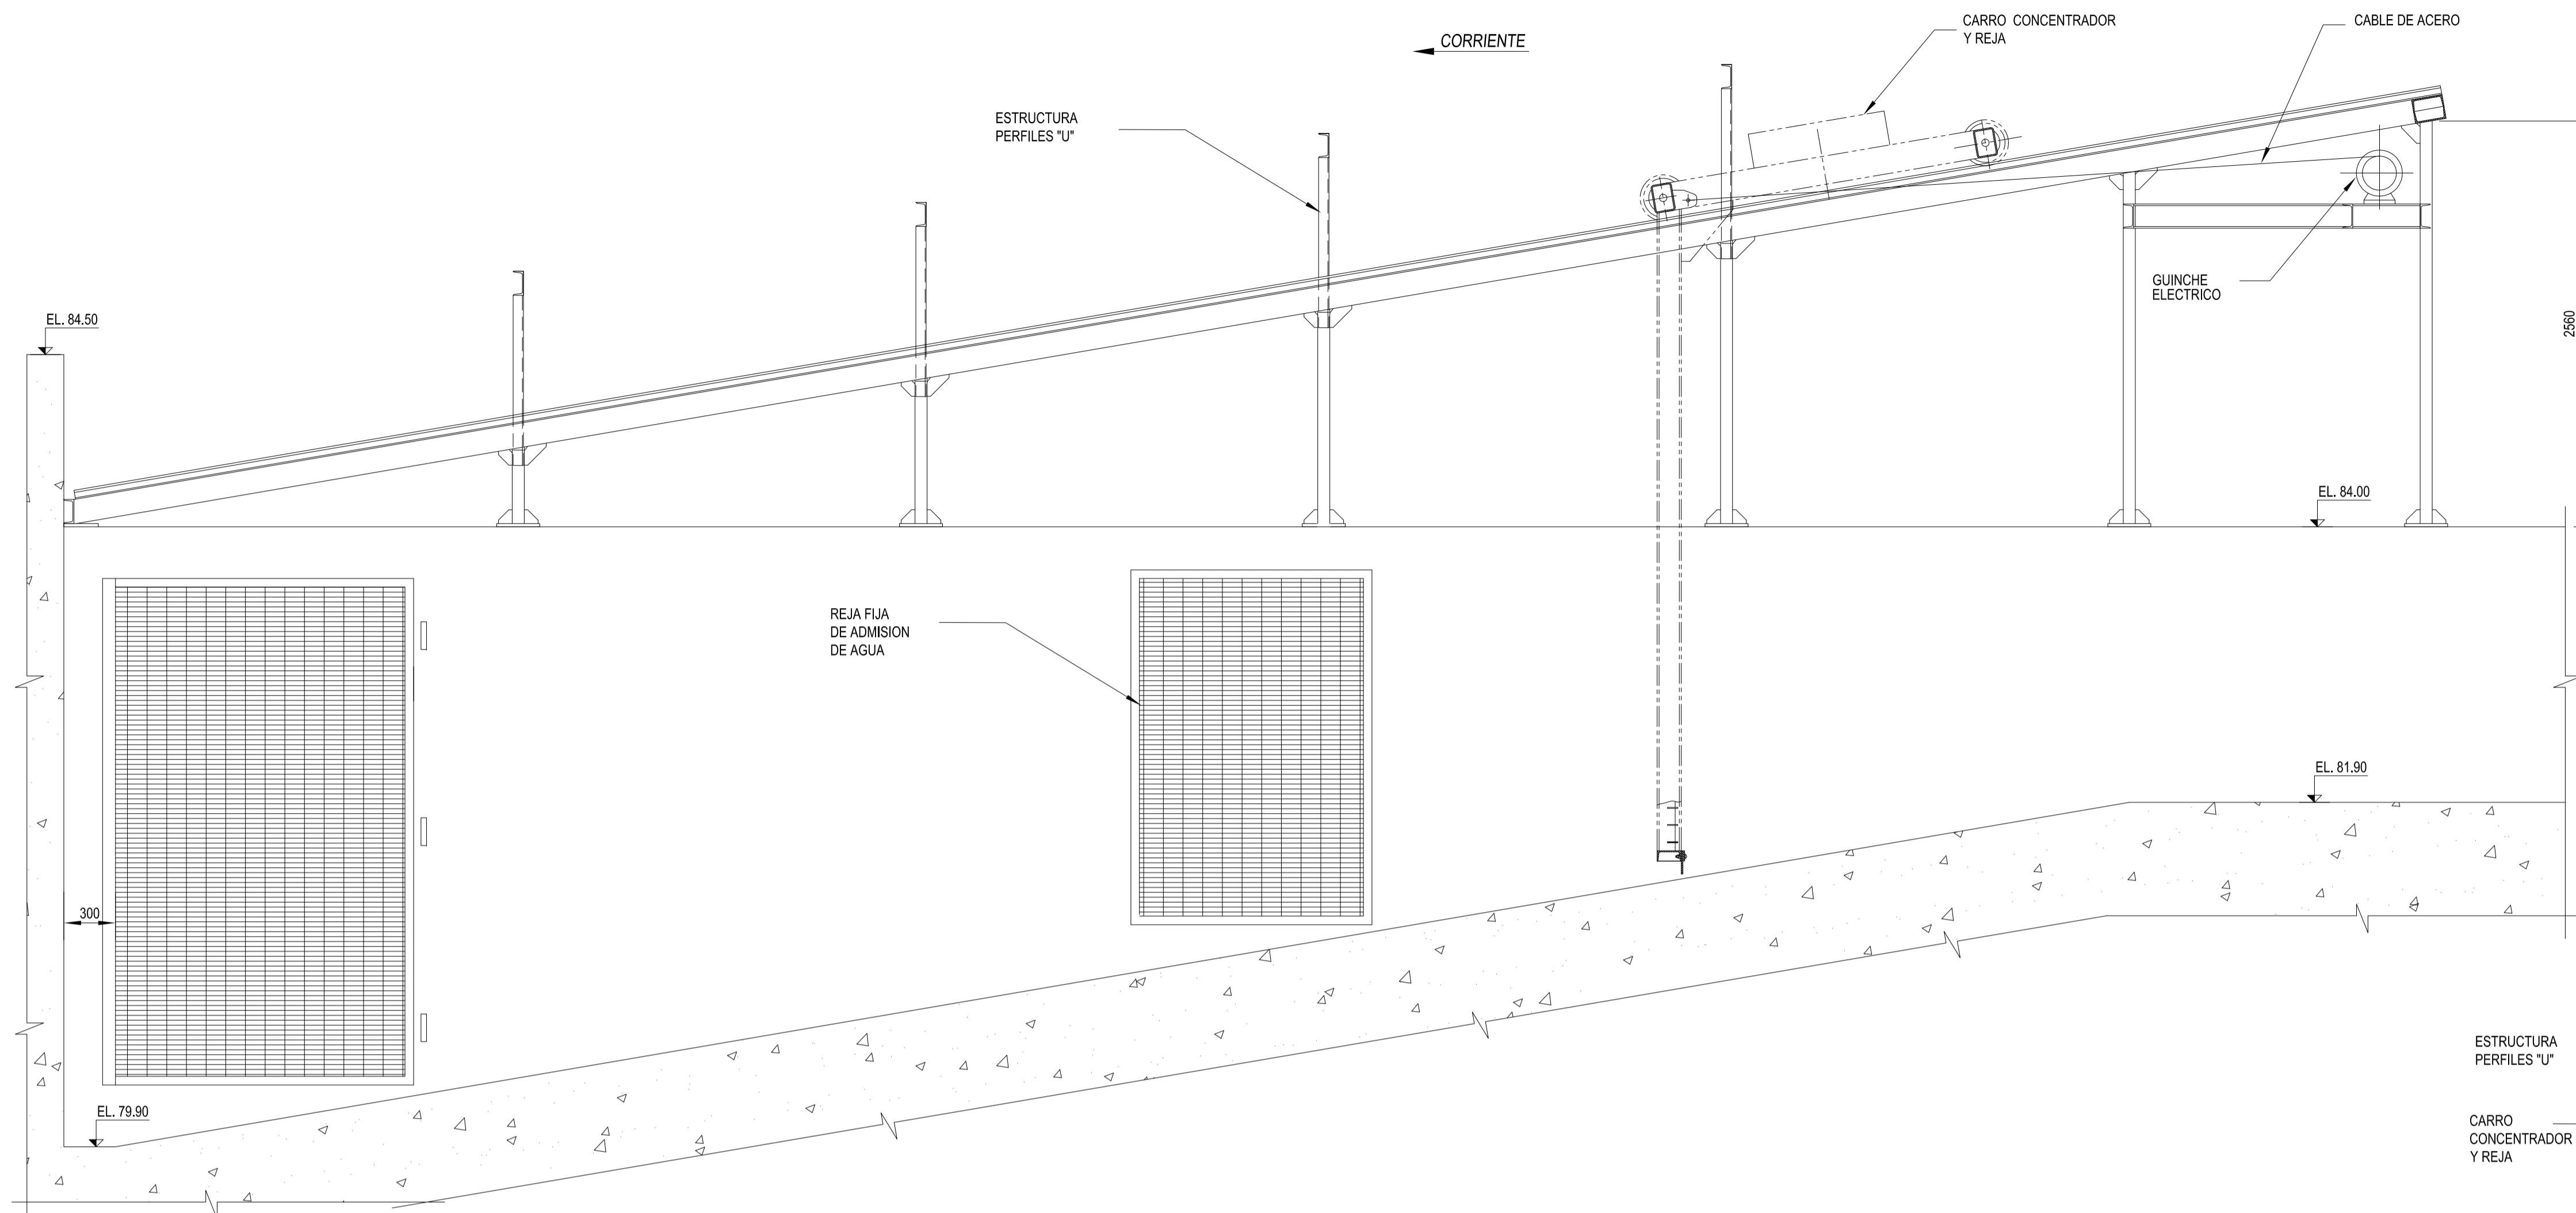 CARRO CONCENTRADOR
Y REJA
CABLE DE ACERO
CORRIENTE
ESTRUCTURA
PERFILES "U"
GUINCHE
ELECTRICO
2560
EL. 84.50
EL. 84.00
REJA FIJA
DE ADMISION
DE AGUA
EL. 81.90
300
ESTRUCTURA
PERFILES "U"
EL. 79.90
CARRO
CONCENTRADOR
Y REJA